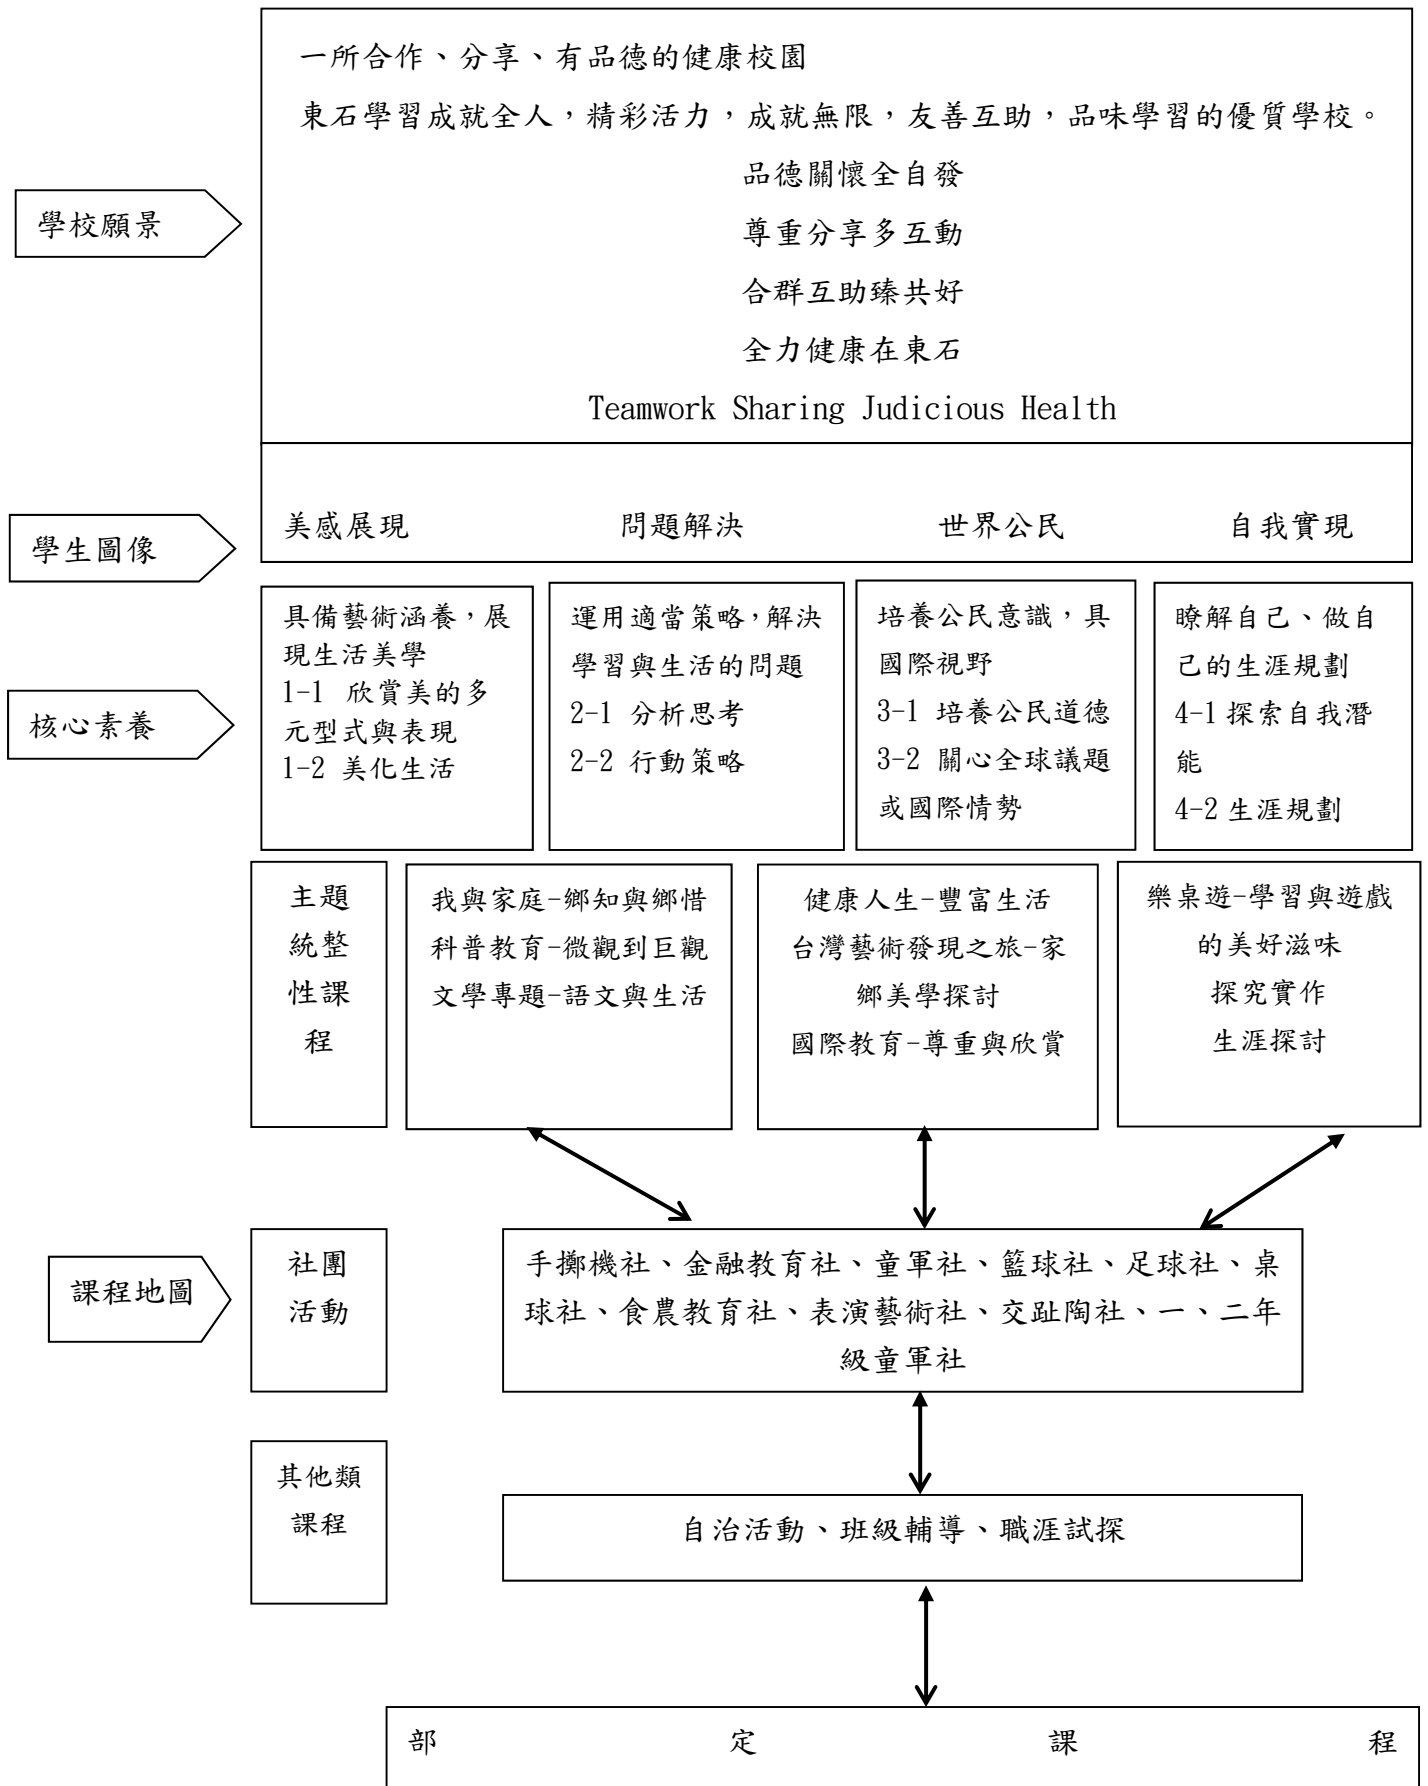 一所合作、分享、有品德的健康校園
東石學習成就全人，精彩活力，成就無限，友善互助，品味學習的優質學校。
品德關懷全自發
尊重分享多互動
合群互助臻共好
全力健康在東石
Teamwork Sharing Judicious Health
學校願景
學生圖像
美感展現
問題解決
世界公民
自我實現
核心素養
具備藝術涵養，展
現生活美學
1-1 欣賞美的多
元型式與表現
1-2 美化生活
運用適當策略，解決
學習與生活的問題
2-1 分析思考
2-2 行動策略
培養公民意識，具
國際視野
3-1 培養公民道德
3-2 關心全球議題
或國際情勢
瞭解自己、做自
己的生涯規劃
4-1 探索自我潛
能
4-2 生涯規劃
主題
統整
性課
程
我與家庭-鄉知與鄉惜
科普教育-微觀到巨觀
文學專題-語文與生活
健康人生-豐富生活
台灣藝術發現之旅-家
鄉美學探討
國際教育-尊重與欣賞
樂桌遊-學習與遊戲
的美好滋味
探究實作
生涯探討
課程地圖
社團
活動
手擲機社、金融教育社、童軍社、籃球社、足球社、桌
球社、食農教育社、表演藝術社、交趾陶社、一、二年
級童軍社
其他類
課程
自治活動、班級輔導、職涯試探
部 定 課 程